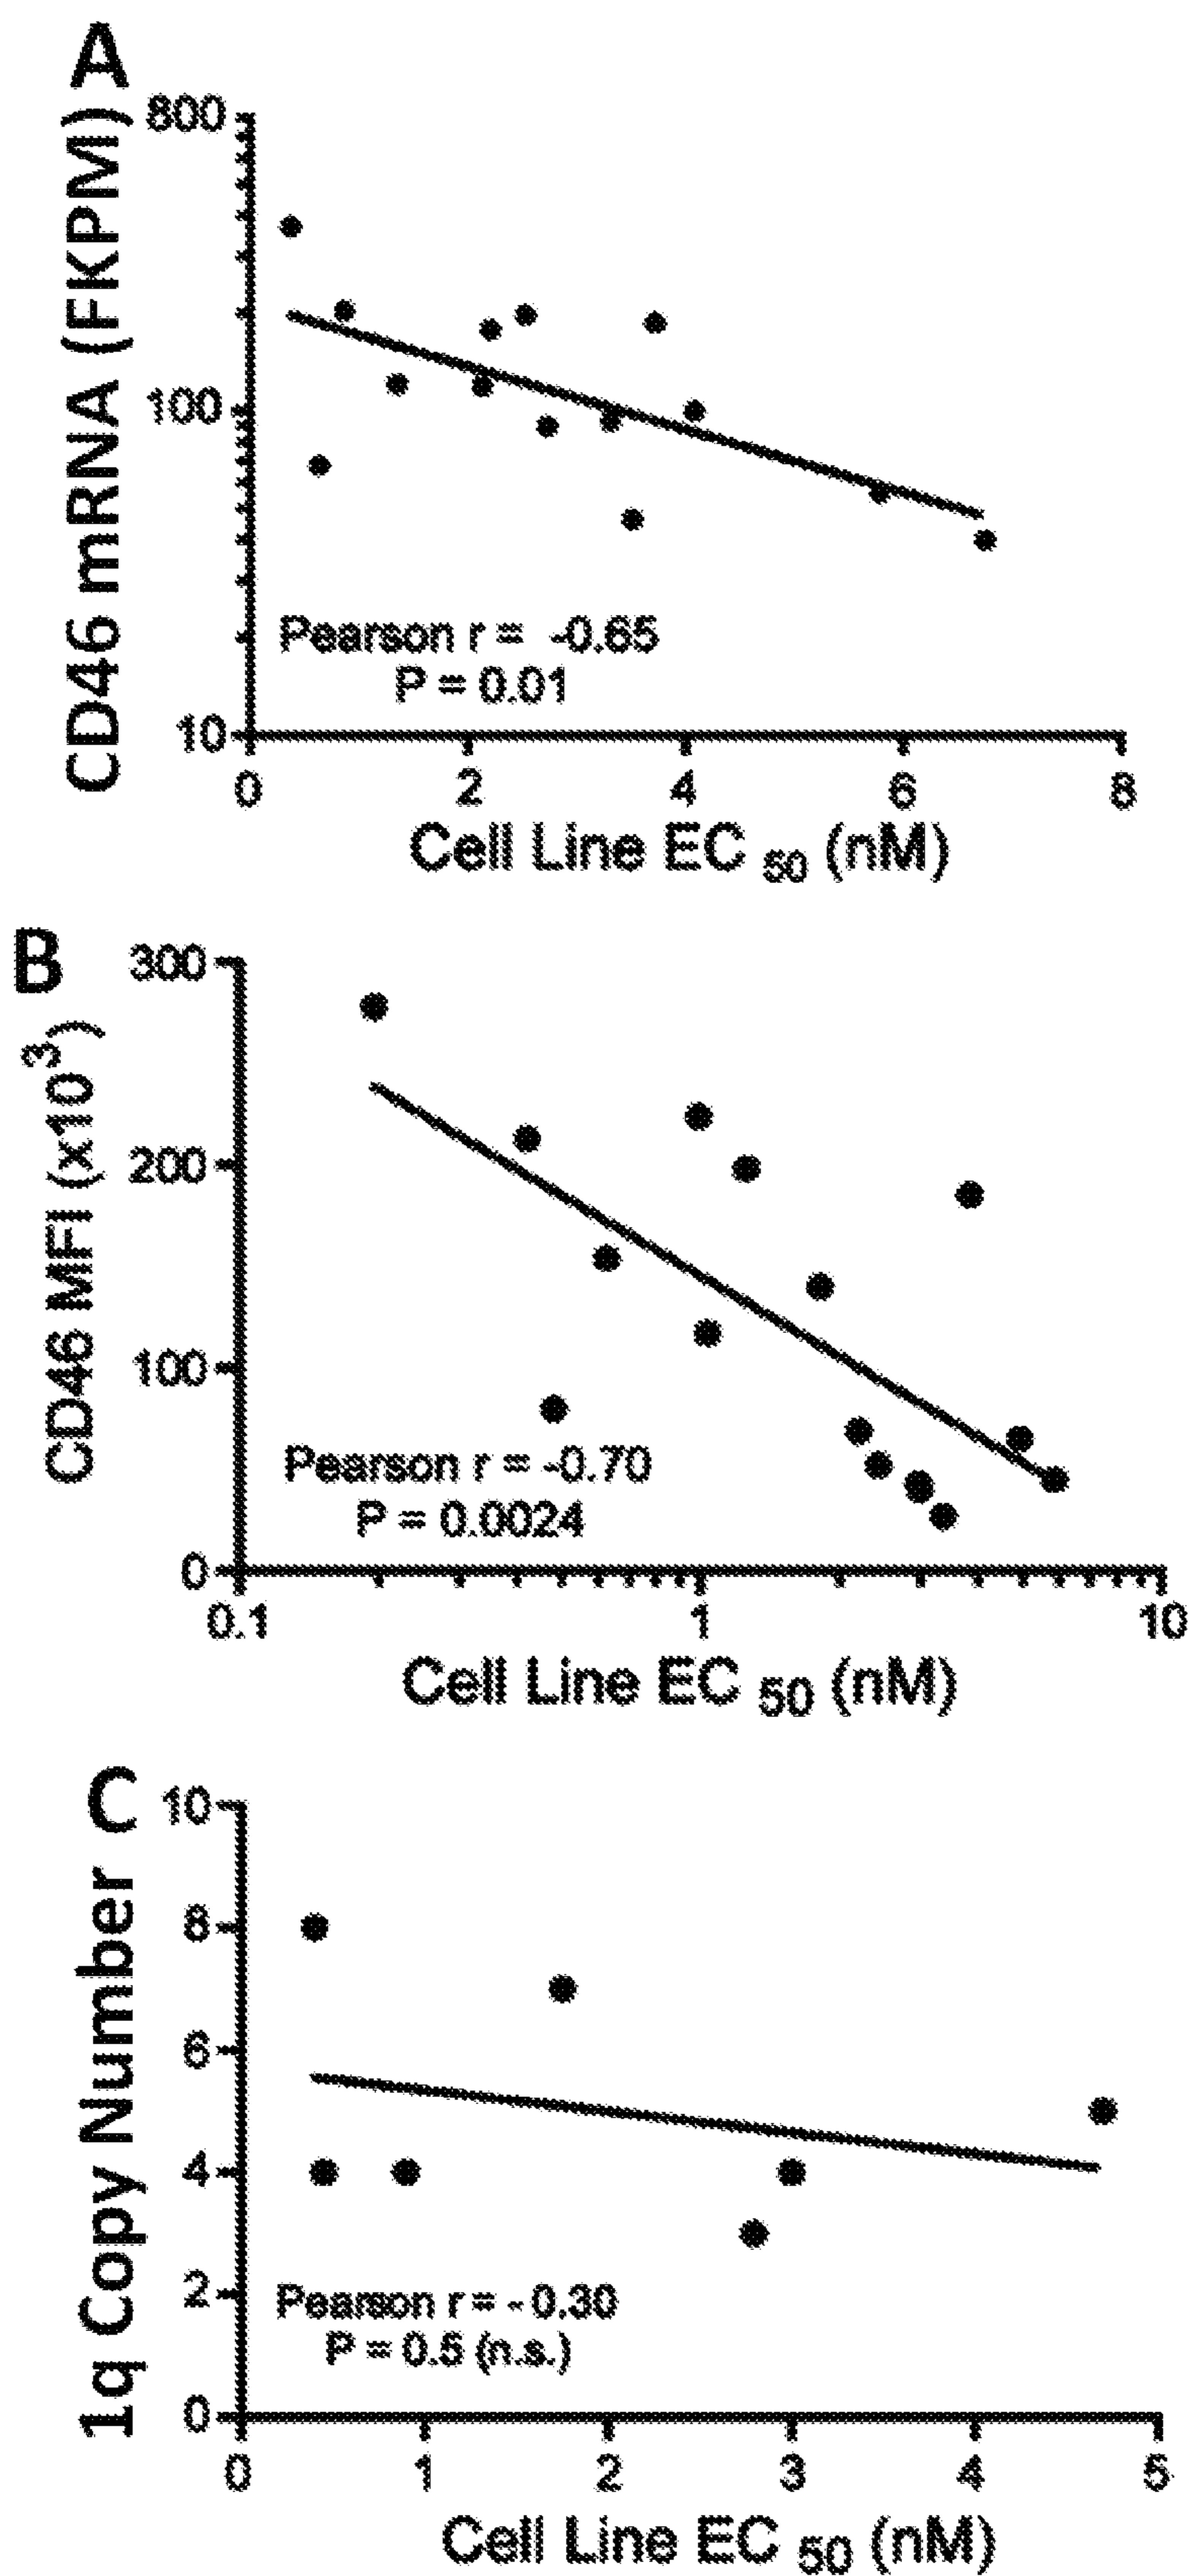 A
CD46 mRNA (FKPM)
800
100
10
0 2 4 6 8
Cell Line EC 50 (nM)
Pearson r = -0.65
P = 0.01
B
CD46 MFI (x103)
300
200
100
0
0.1 1 10
Cell Line EC 50 (nM)
Pearson r = -0.70
P = 0.0024
C
1q Copy Number
10
8
6
4
2
0
0 1 2 3 4 5
Cell Line EC 50 (nM)
Pearson r = - 0.30
P = 0.5 (n.s.)